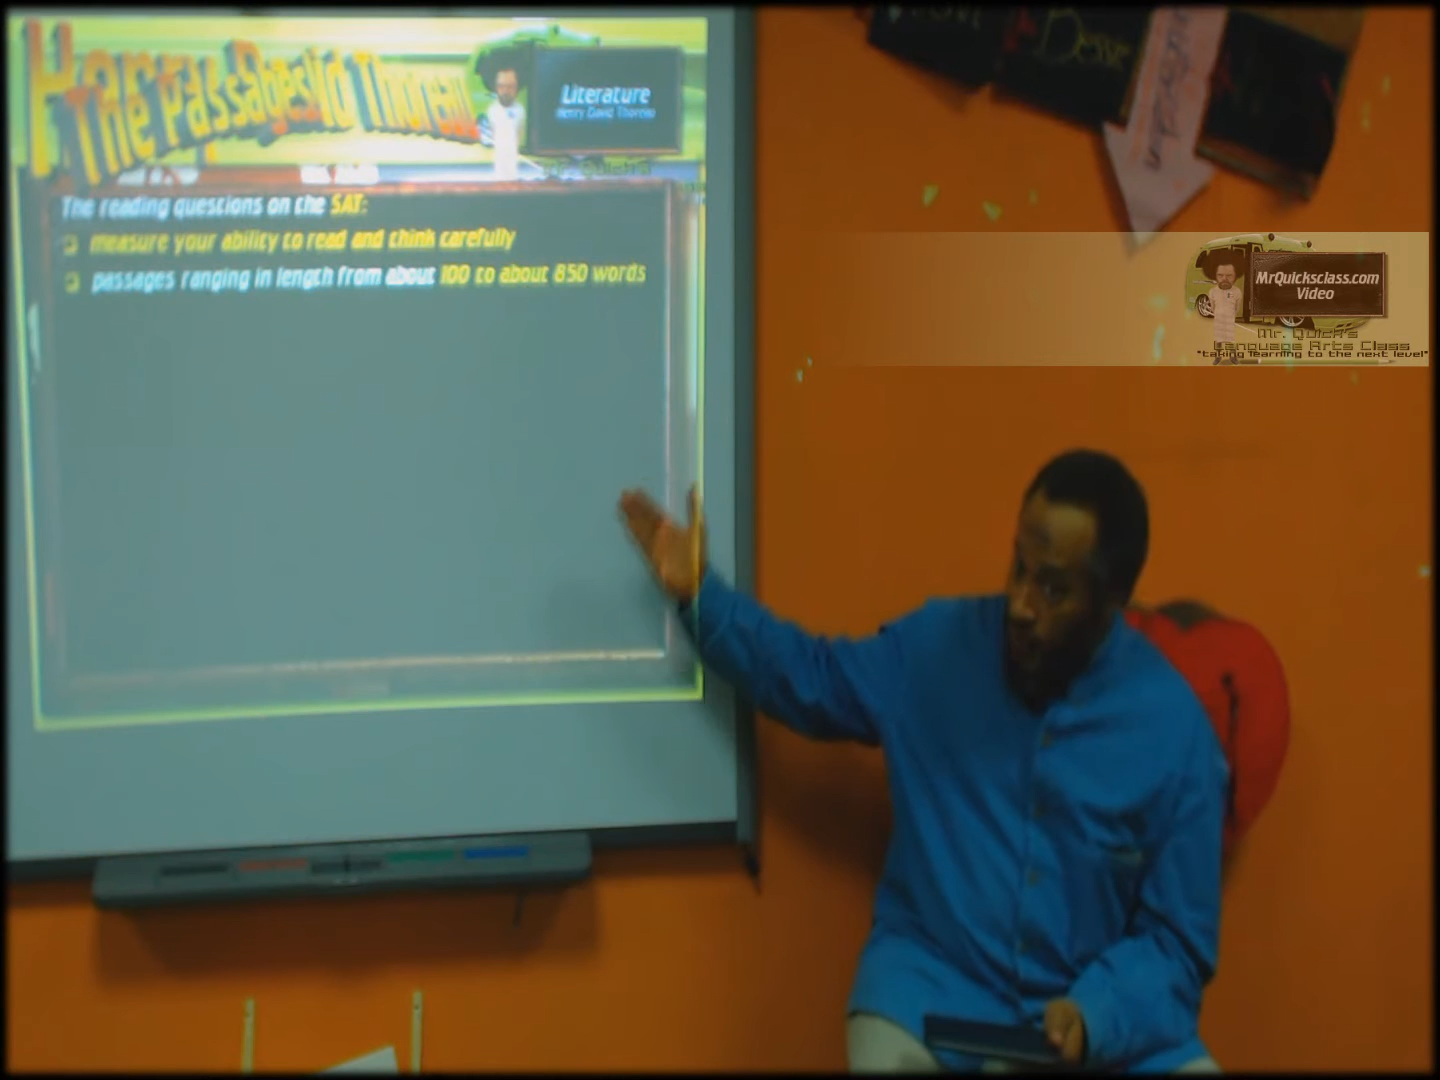 The Passages
Literature
Henry David Thoreau
The reading questions on the SAT:
measure your ability to read and think carefully
passages ranging in length from about 100 to about 850 words
MrQuicksclass.com
Video
Mr. Quick's
Language Arts Class
"taking learning to the next level"